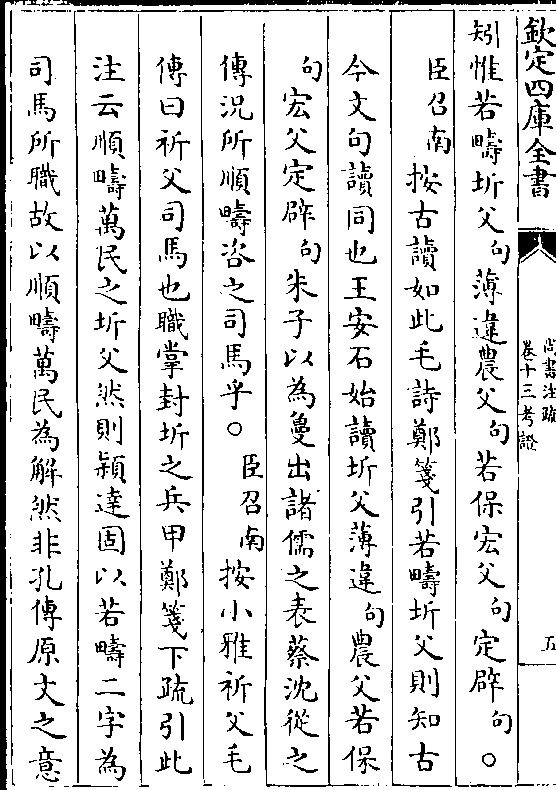 欽定四庫全書
尚書注疏
卷十三考證
五
矧惟若疇圻父句薄違農父句若保宏父句定辟句○
臣召南按古讀如此毛詩鄭箋引若疇圻父則知古
今文句讀同也王安石始讀圻父薄違句農父若保
句宏父定辟句朱子以為敻出諸儒之表蔡沈從之
傳況所順疇咨之司馬乎○臣召南按小雅祈父毛
傳曰祈父司馬也職掌封圻之兵甲鄭箋下疏引此
注云順疇萬民之圻父然則穎達固以若疇二字為
司馬所職故以順疇萬民為解然非孔傳原文之意